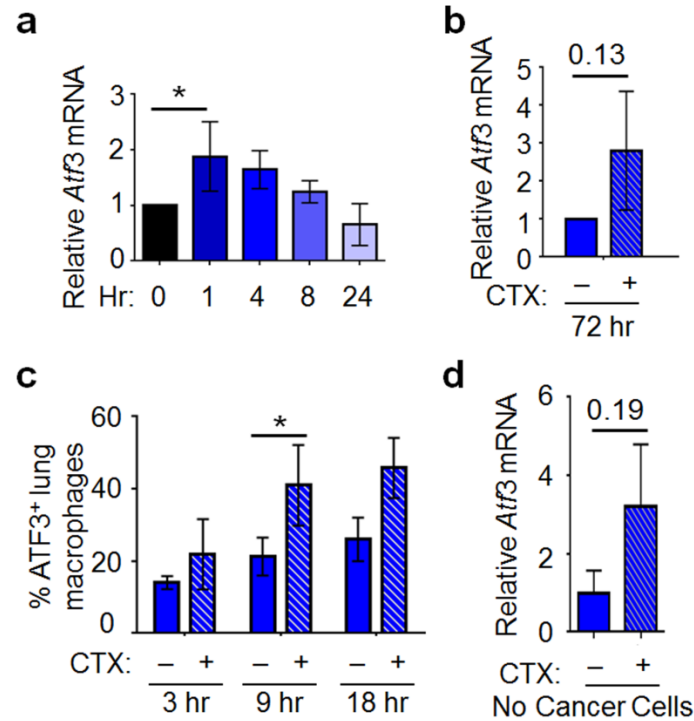 a
*
Relative Atf3 mRNA
3
2
1
0
Hr: 0 1 4 8 24
b
0.13
Relative Atf3 mRNA
5
4
3
2
1
0
CTX: – +
72 hr
c
*
% ATF3⁺ lung
macrophages
60
40
20
0
CTX: – + – + – +
3 hr 9 hr 18 hr
d
0.19
Relative Atf3 mRNA
6
4
2
0
CTX: – +
No Cancer Cells